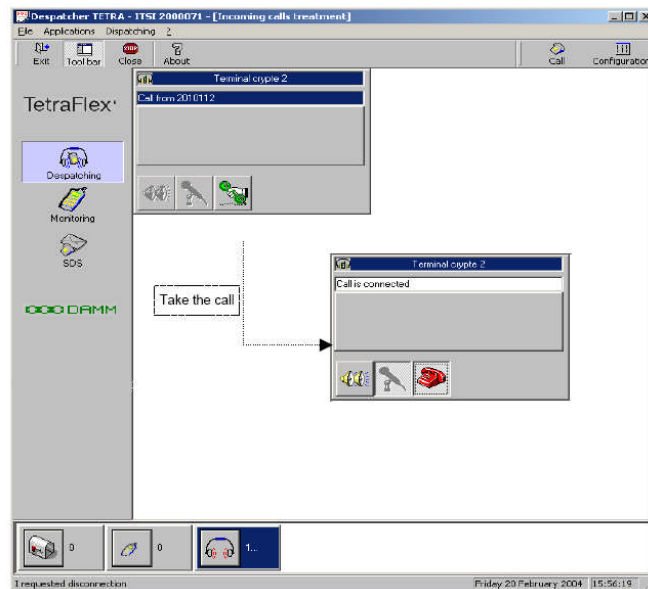 Despatcher TETRA - ITSI 2000071 - [Incoming calls treatment]
File Applications Dispatching ?
Exit Tool bar Close About Call Configuration
STOP
Terminal crypte 2
Call from 2010112
TetraFlex
Despatching
Monitoring
SDS
DAMM
Take the call
Terminal crypte 2
Call is connected
0 0 1...
I requested disconnection Friday 20 February 2004 15:56:19